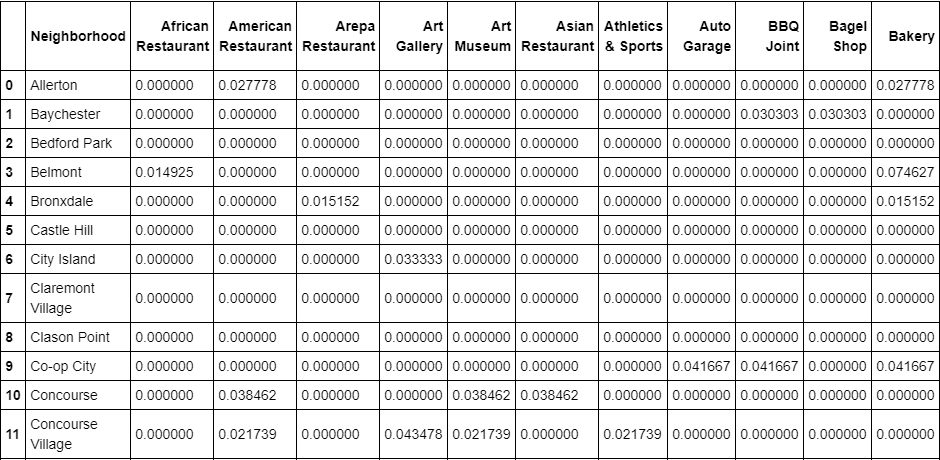 Neighborhood African Restaurant American Restaurant Arepa Restaurant Art Gallery Art Museum Asian Restaurant Athletics & Sports Auto Garage BBQ Joint Bagel Shop Bakery
0 Allerton 0.000000 0.027778 0.000000 0.000000 0.000000 0.000000 0.000000 0.000000 0.000000 0.000000 0.027778
1 Baychester 0.000000 0.000000 0.000000 0.000000 0.000000 0.000000 0.000000 0.000000 0.030303 0.030303 0.000000
2 Bedford Park 0.000000 0.000000 0.000000 0.000000 0.000000 0.000000 0.000000 0.000000 0.000000 0.000000 0.000000
3 Belmont 0.014925 0.000000 0.000000 0.000000 0.000000 0.000000 0.000000 0.000000 0.000000 0.000000 0.074627
4 Bronxdale 0.000000 0.000000 0.015152 0.000000 0.000000 0.000000 0.000000 0.000000 0.000000 0.000000 0.015152
5 Castle Hill 0.000000 0.000000 0.000000 0.000000 0.000000 0.000000 0.000000 0.000000 0.000000 0.000000 0.000000
6 City Island 0.000000 0.000000 0.000000 0.033333 0.000000 0.000000 0.000000 0.000000 0.000000 0.000000 0.000000
7 Claremont Village 0.000000 0.000000 0.000000 0.000000 0.000000 0.000000 0.000000 0.000000 0.000000 0.000000 0.000000
8 Clason Point 0.000000 0.000000 0.000000 0.000000 0.000000 0.000000 0.000000 0.000000 0.000000 0.000000 0.000000
9 Co-op City 0.000000 0.000000 0.000000 0.000000 0.000000 0.000000 0.000000 0.041667 0.041667 0.000000 0.041667
10 Concourse 0.000000 0.038462 0.000000 0.000000 0.038462 0.038462 0.000000 0.000000 0.000000 0.000000 0.000000
11 Concourse Village 0.000000 0.021739 0.000000 0.043478 0.021739 0.000000 0.021739 0.000000 0.000000 0.000000 0.000000